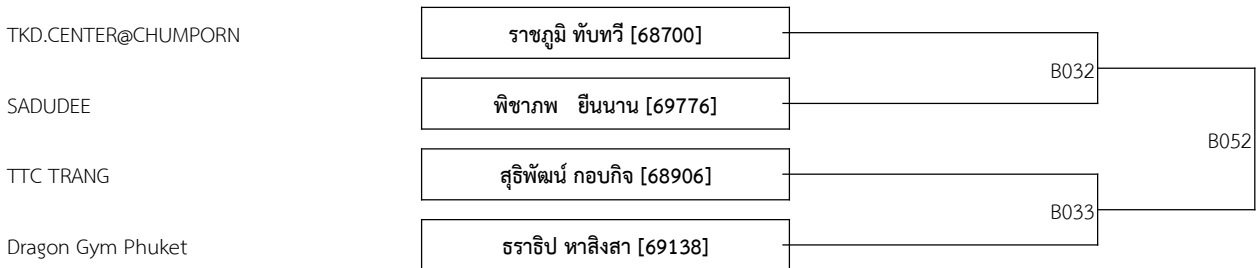 TKD.CENTER@CHUMPORN ราชภูมิ ทับทวี [68700]
B032
SADUDEE พิชาภพ ยืนนาน [69776]
B052
TTC TRANG สุธิพัฒน์ กอบกิจ [68906]
B033
Dragon Gym Phuket ธราธิป หาสิงสา [69138]